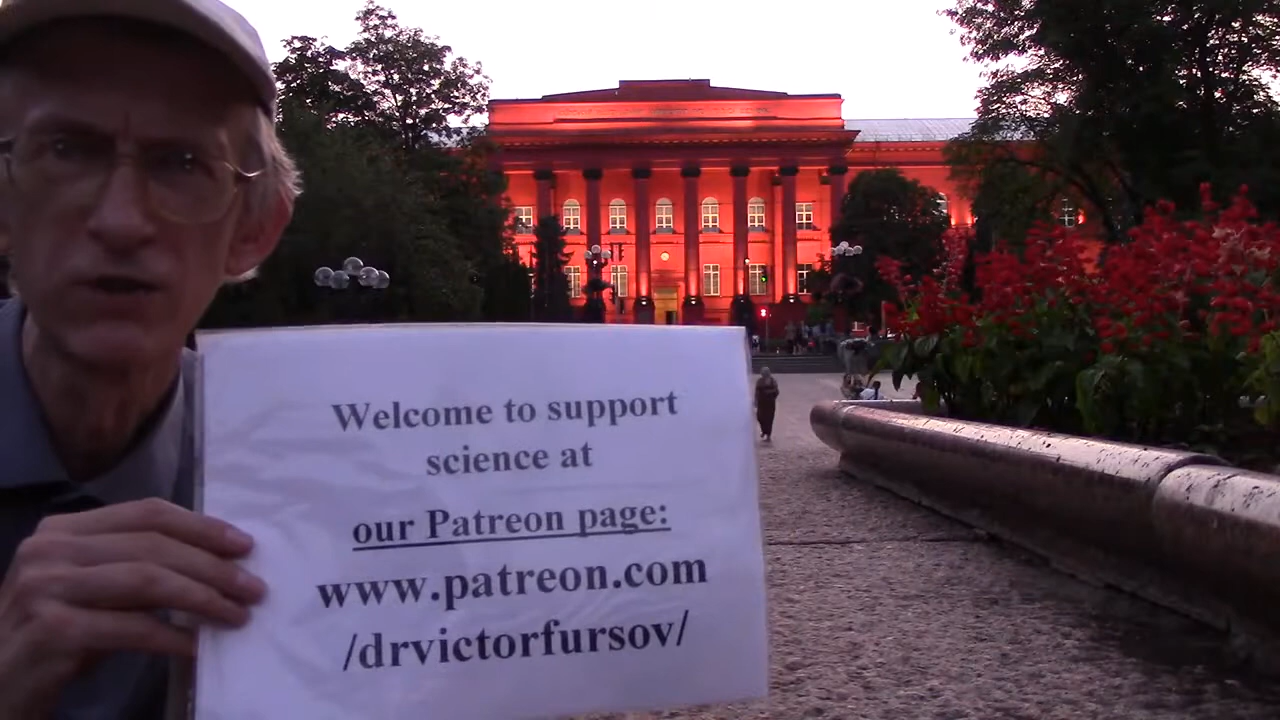 Welcome to support
science at
our Patreon page:
www.patreon.com
/drvictorfursov/